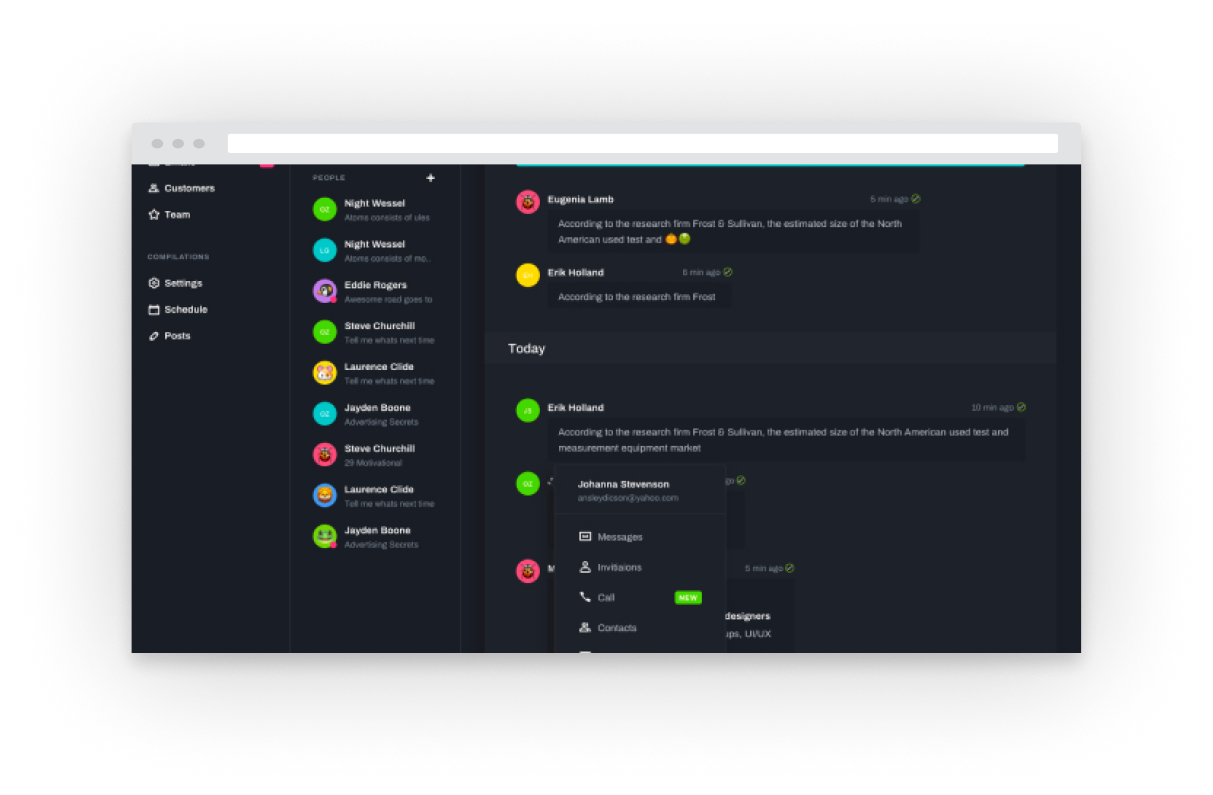 Customers
Team
COMPILATIONS
Settings
Schedule
Posts
PEOPLE
OZ
Night Wessel
Atoms consists of ules
LG
Night Wessel
Atoms consists of mo..
Eddie Rogers
Awesome road goes to
OZ
Steve Churchill
Tell me whats next time
Laurence Clide
Tell me whats next time
OZ
Jayden Boone
Advertising Secrets
Steve Churchill
29 Motivational
Laurence Clide
Tell me whats next time
Jayden Boone
Advertising Secrets
Eugenia Lamb
5 min ago
According to the research firm Frost & Sullivan, the estimated size of the North
American used test and
Erik Holland
6 min ago
According to the research firm Frost
Today
JS
Erik Holland
10 min ago
According to the research firm Frost & Sullivan, the estimated size of the North American used test and
measurement equipment market
OZ
go
Johanna Stevenson
ansleydicson@yahoo.com
Messages
Invitiaions
Call
NEW
Contacts
M
5 min ago
designers
ups, UI/UX